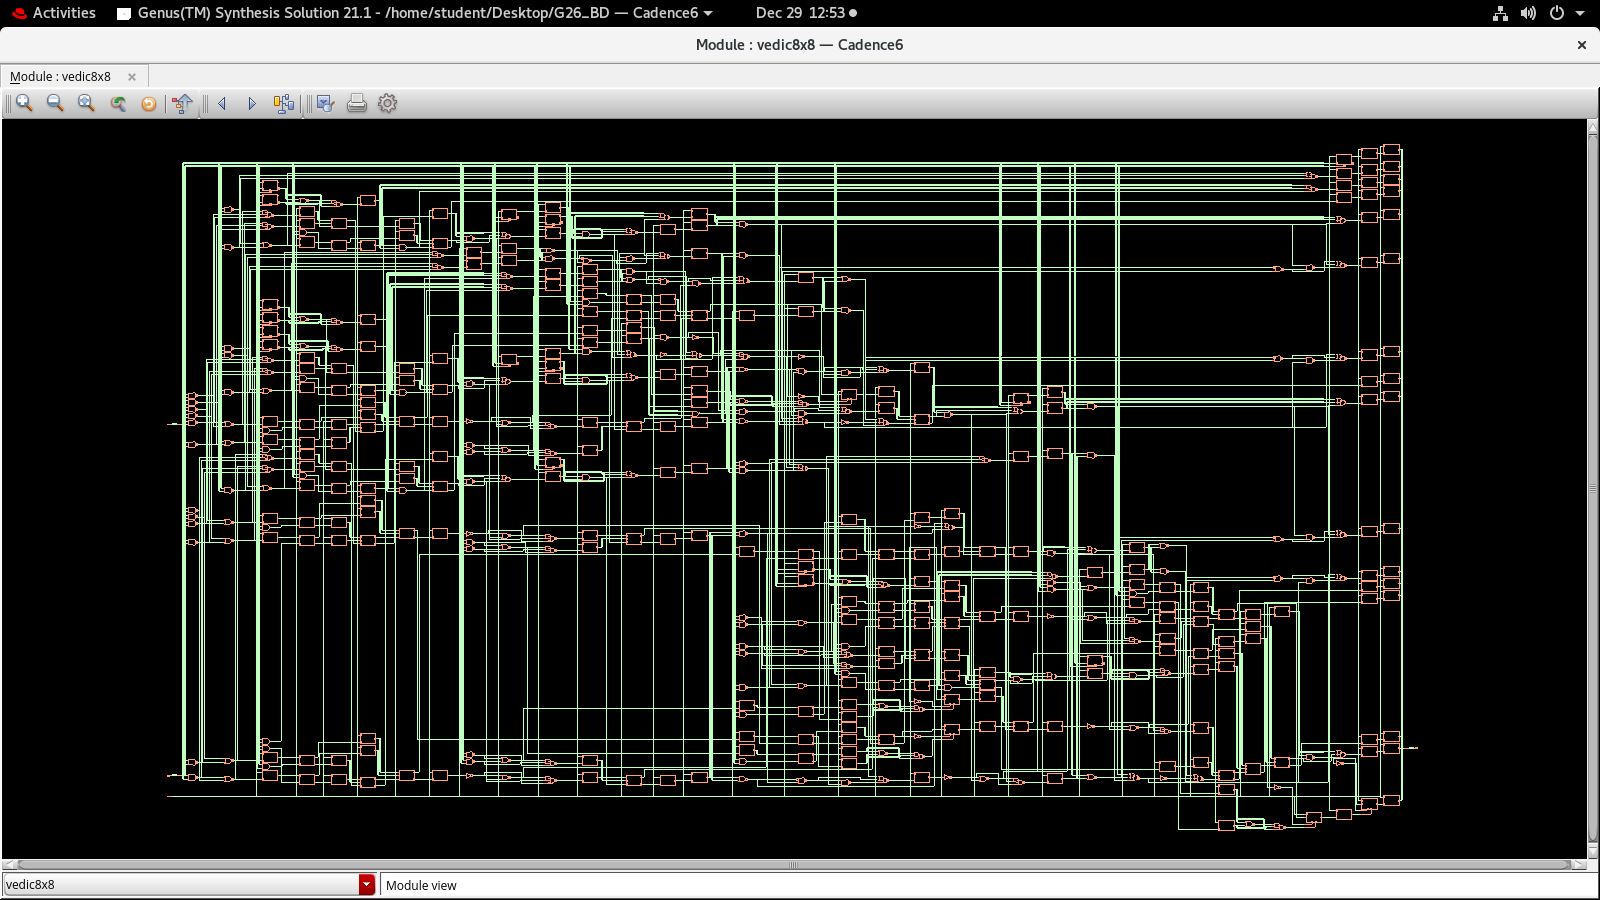 Activities
Genus(TM) Synthesis Solution 21.1 - /home/student/Desktop/G26_BD — Cadence6
Dec 29 12:53
Module : vedic8x8 — Cadence6
Module : vedic8x8
vedic8x8
Module view